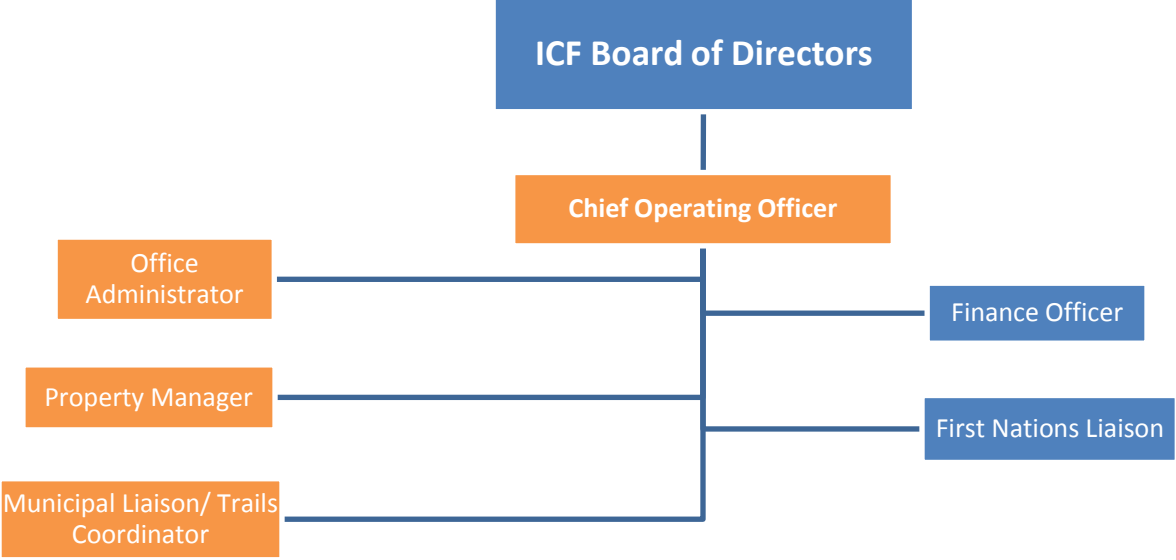 ICF Board of Directors
Chief Operating Officer
Office
Administrator
Finance Officer
Property Manager
First Nations Liaison
Municipal Liaison/ Trails
Coordinator